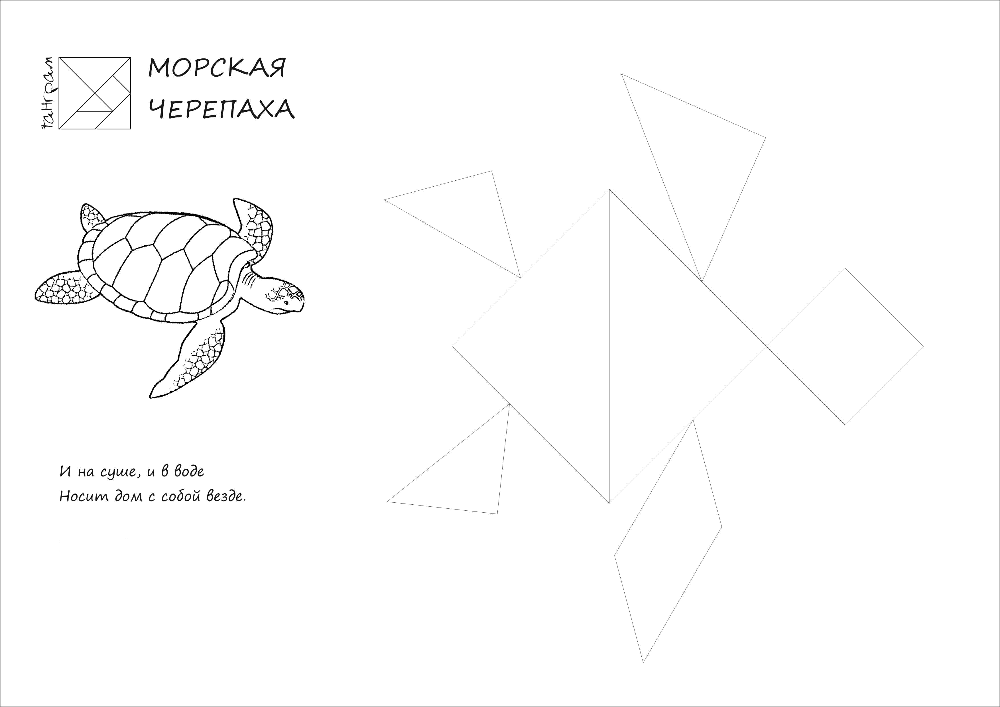 танграм
МОРСКАЯ
ЧЕРЕПАХА
И на суше, и в воде
Носит дом с собой везде.